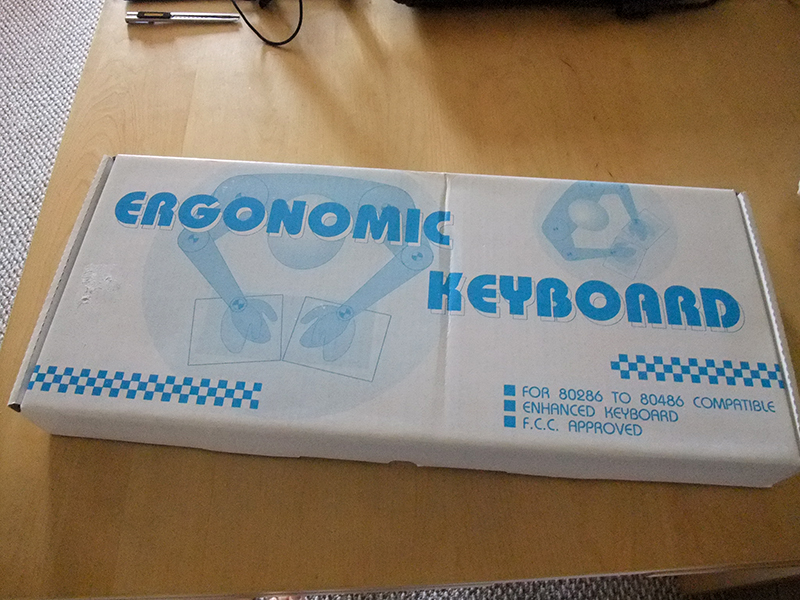 ERGONOMIC
KEYBOARD
FOR 80286 TO 80486 COMPATIBLE
ENHANCED KEYBOARD
F.C.C. APPROVED